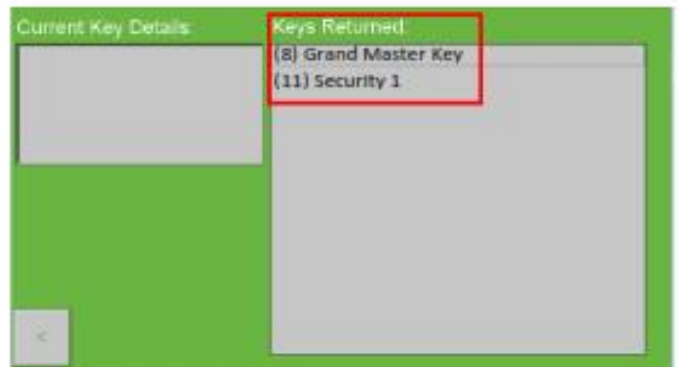 Current Key Details:
Keys Returned:
(8) Grand Master Key
(11) Security 1
<